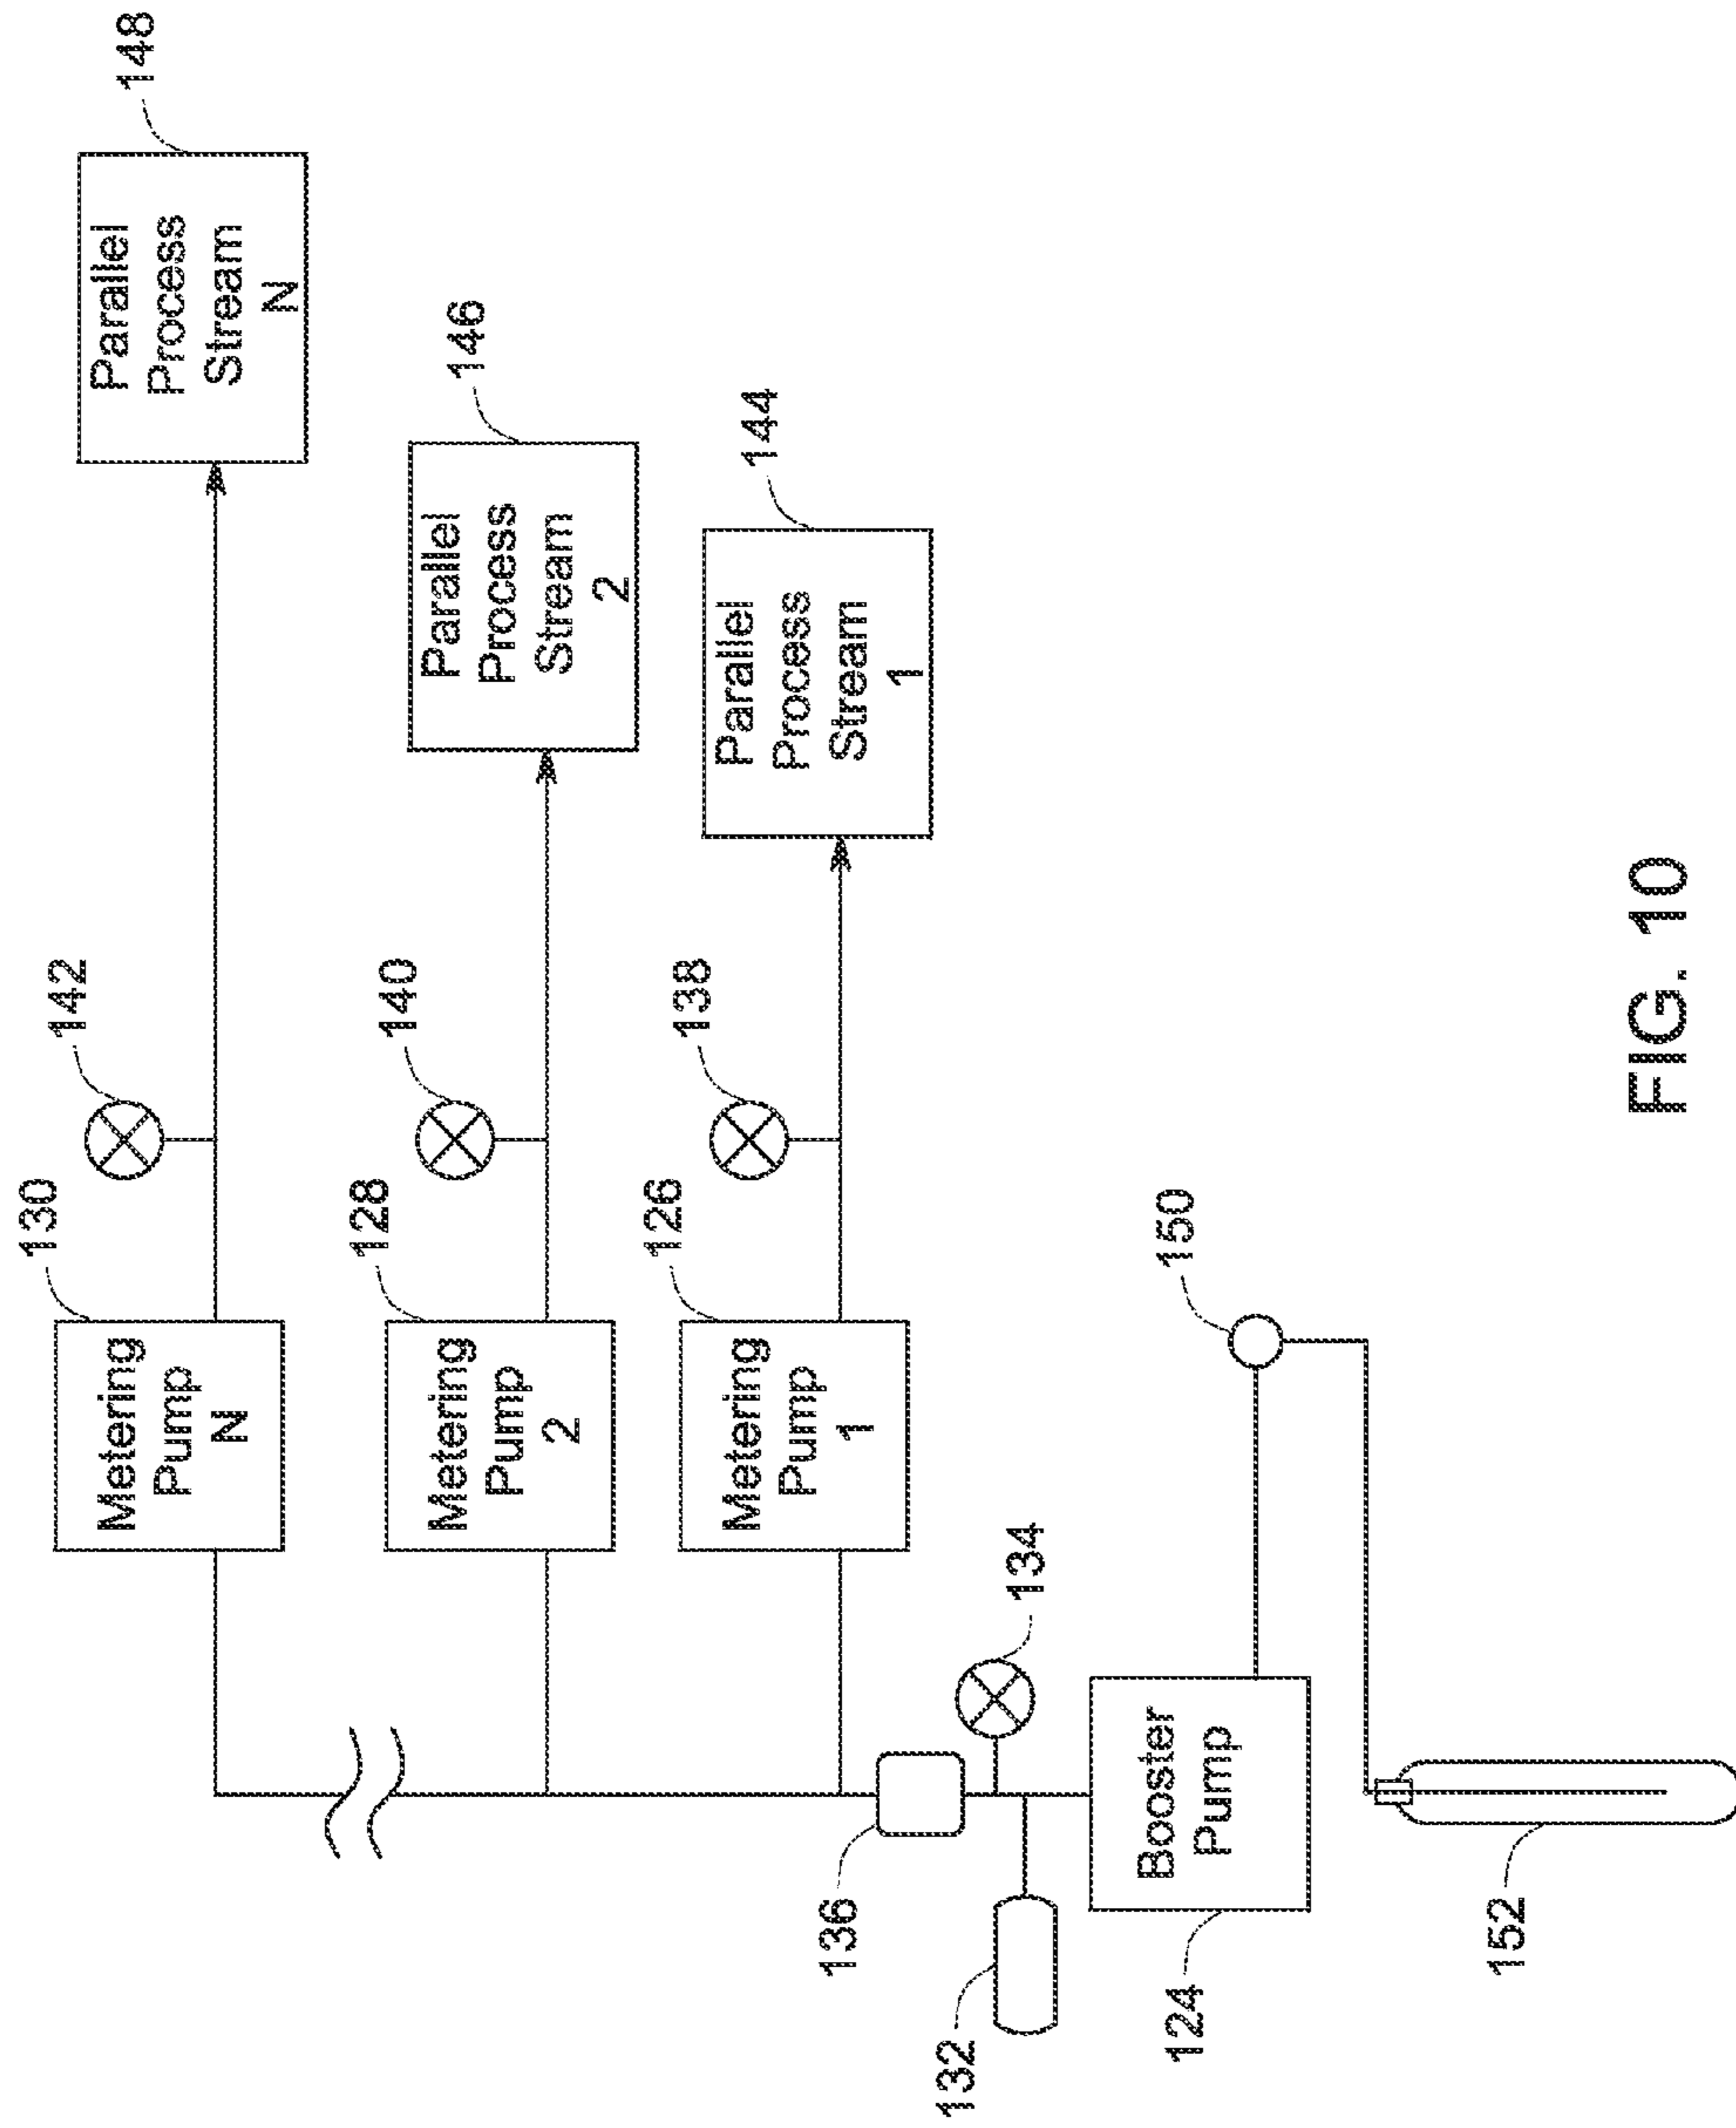 148
Parallel
Process
Stream
N
142
130
Metering
Pump
N
146
Parallel
Process
Stream
2
140
128
Metering
Pump
2
144
Parallel
Process
Stream
1
138
126
Metering
Pump
1
134
136
132
150
Booster
Pump
124
152
FIG. 10